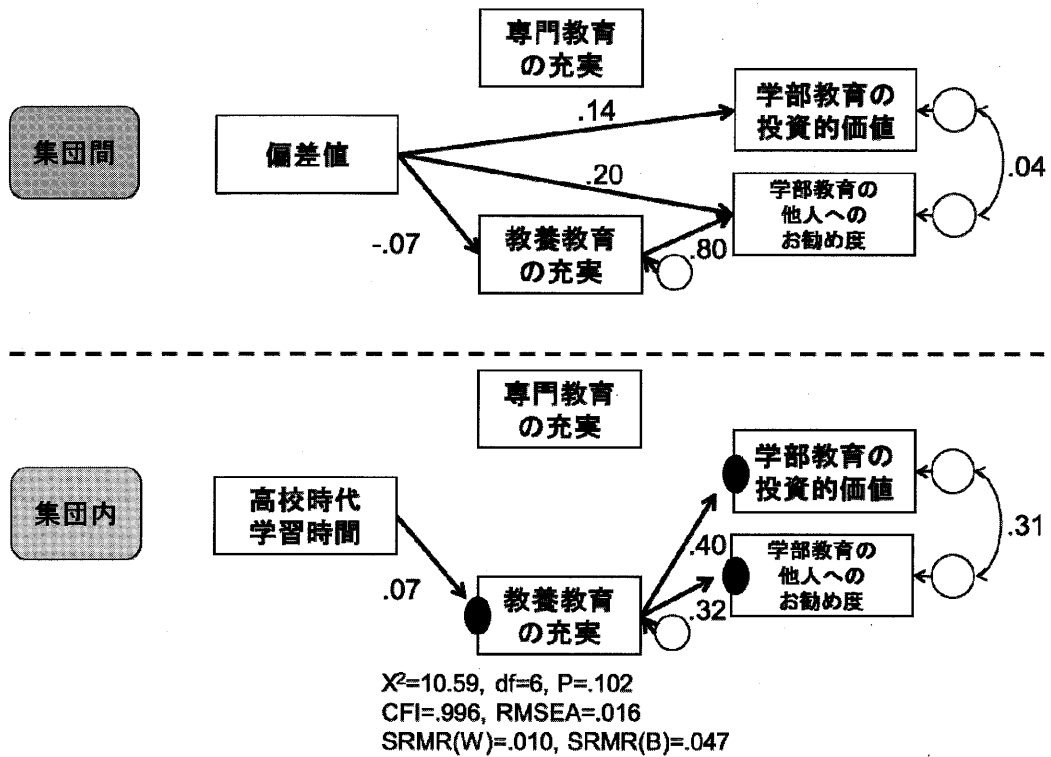 専門教育
の充実
学部教育の
投資的価値
.14
集団間
偏差値
.04
.20
学部教育の
他人への
お勧め度
-.07
教養教育
の充実
.80
専門教育
の充実
学部教育の
投資的価値
集団内
高校時代
学習時間
.31
.40
学部教育の
他人への
お勧め度
.07
教養教育
の充実
.32
X²=10.59, df=6, P=.102
CFI=.996, RMSEA=.016
SRMR(W)=.010, SRMR(B)=.047